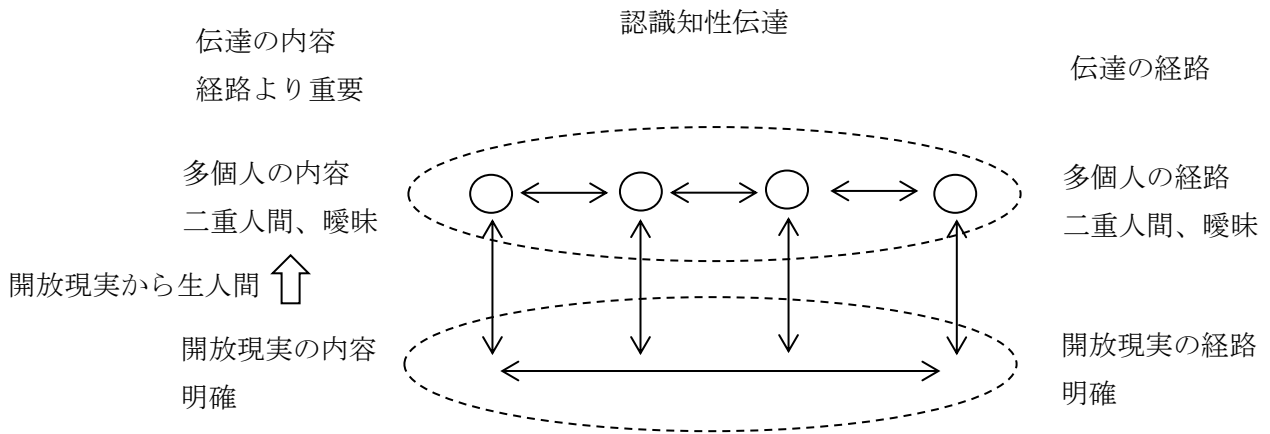 認識知性伝達
伝達の内容
経路より重要
伝達の経路
多個人の内容
二重人間、曖昧
多個人の経路
二重人間、曖昧
開放現実から生人間
開放現実の内容
明確
開放現実の経路
明確